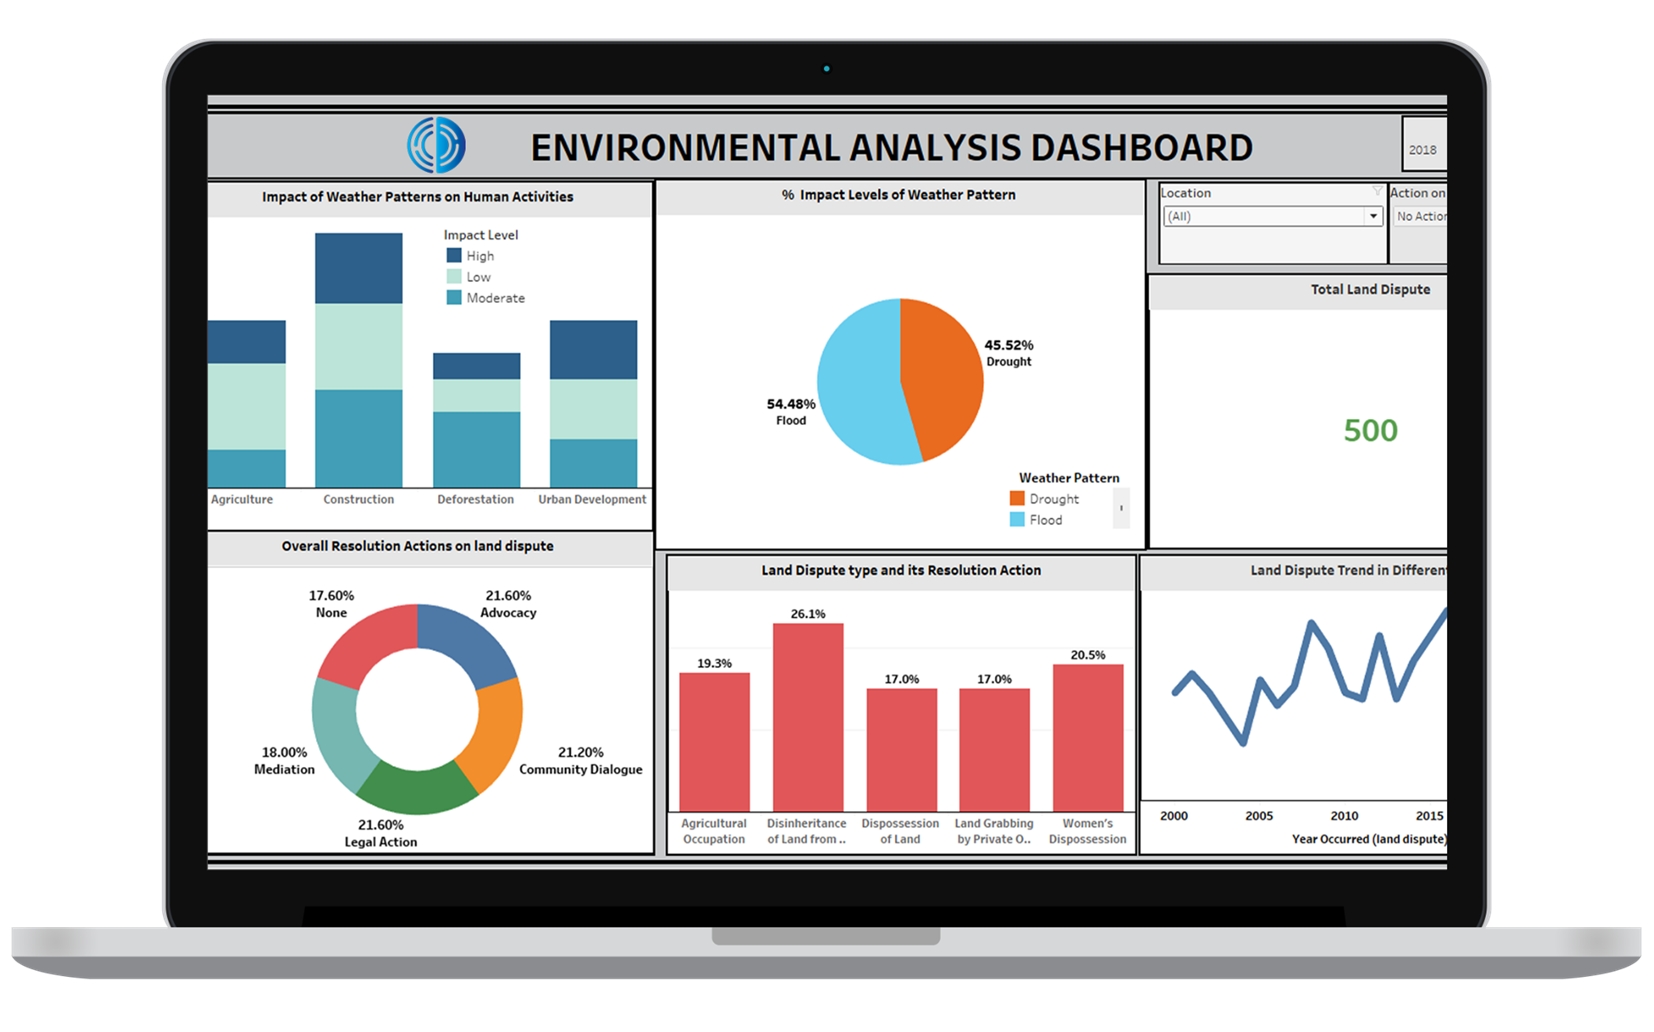 ENVIRONMENTAL ANALYSIS DASHBOARD
2018
Impact of Weather Patterns on Human Activities
Impact Level
High
Low
Moderate
Agriculture
Construction
Deforestation
Urban Development
% Impact Levels of Weather Pattern
45.52%
Drought
54.48%
Flood
Weather Pattern
Drought
Flood
Location
(All)
Action on
No Action
Total Land Dispute
500
Overall Resolution Actions on land dispute
17.60%
None
21.60%
Advocacy
18.00%
Mediation
21.20%
Community Dialogue
21.60%
Legal Action
Land Dispute type and its Resolution Action
19.3%
26.1%
17.0%
17.0%
20.5%
Agricultural
Occupation
Disinheritance
of Land from ..
Dispossession
of Land
Land Grabbing
by Private O..
Women's
Dispossession
Land Dispute Trend in Different
2000
2005
2010
2015
Year Occurred (land dispute)